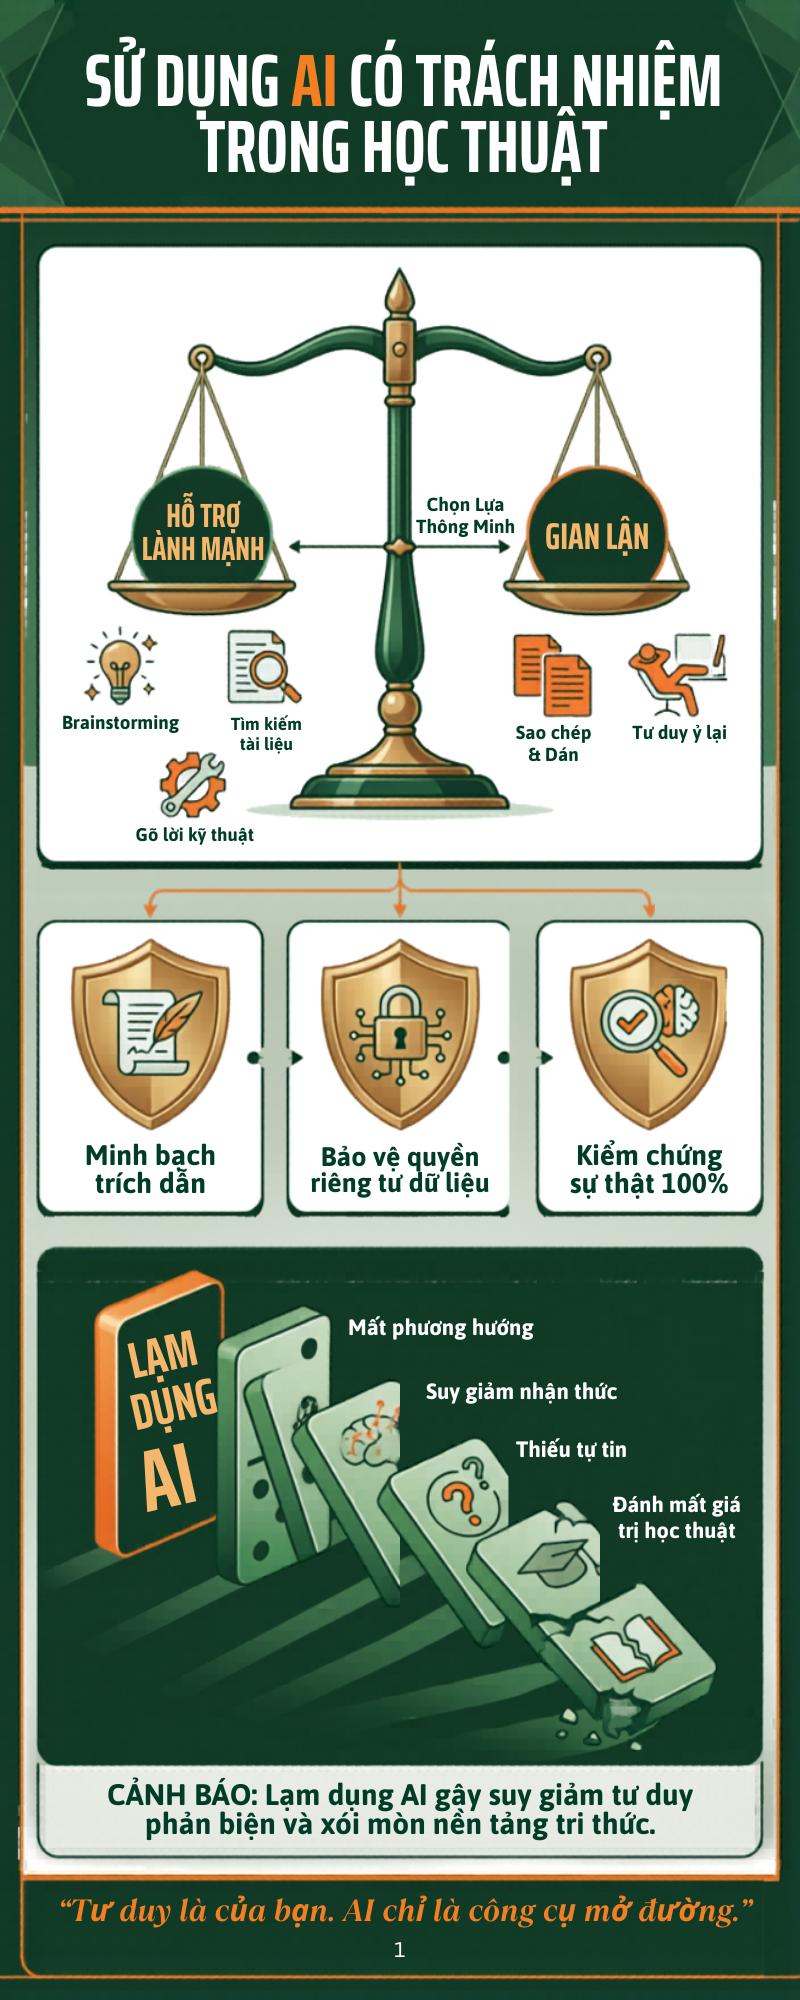 SỬ DỤNG AI CÓ TRÁCH NHIỆM
TRONG HỌC THUẬT
HỖ TRỢ
LÀNH MẠNH
Chọn Lựa
Thông Minh
GIAN LẬN
Brainstorming
Tìm kiếm
tài liệu
Gõ lời kỹ thuật
Sao chép
& Dán
Tư duy ỷ lại
Minh bạch
trích dẫn
Bảo vệ quyền
riêng tư dữ liệu
Kiểm chứng
sự thật 100%
LẠM
DỤNG
AI
Mất phương hướng
Suy giảm nhận thức
Thiếu tự tin
Đánh mất giá
trị học thuật
CẢNH BÁO: Lạm dụng AI gây suy giảm tư duy
phản biện và xói mòn nền tảng tri thức.
“Tư duy là của bạn. AI chỉ là công cụ mở đường.”
1